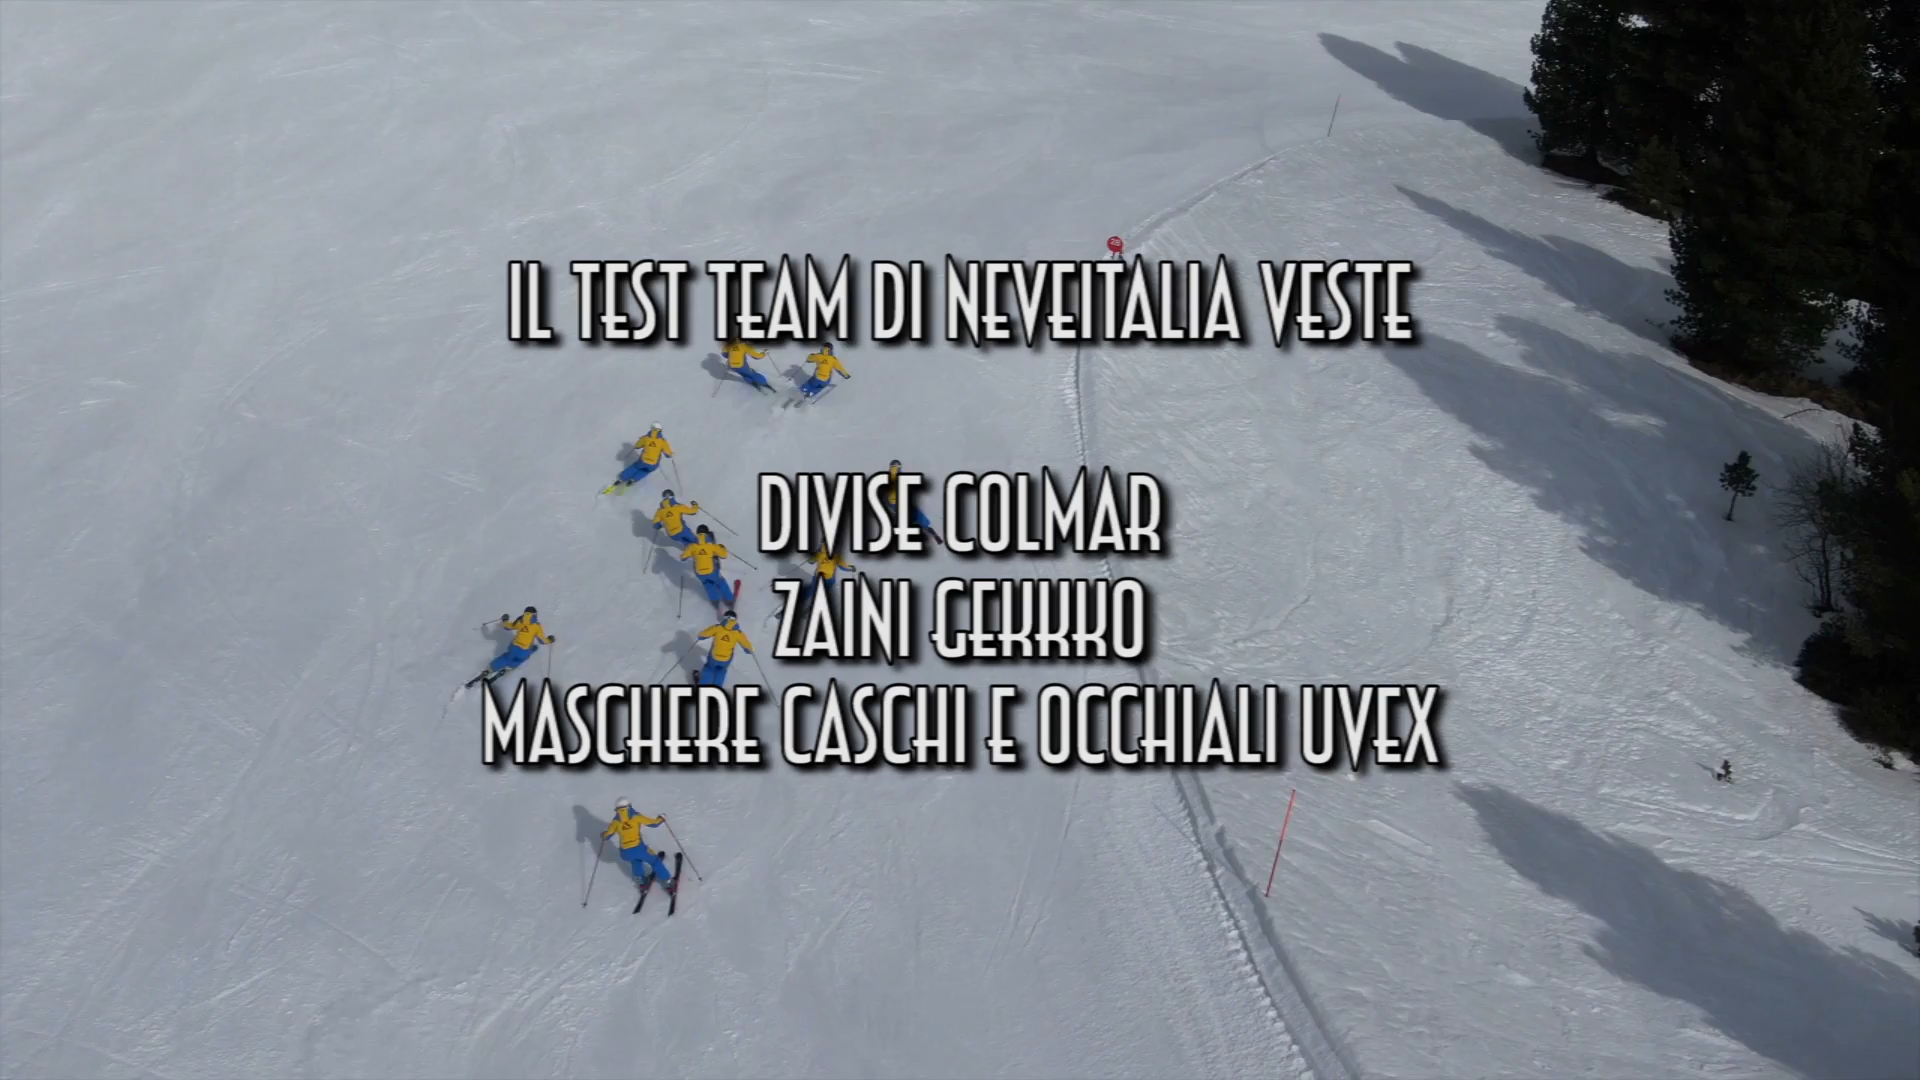 IL TEST TEAM DI NEVEITALIA VESTE
DIVISE COLMAR
ZAINI GEKKKO
MASCHERE CASCHI E OCCHIALI UVEX